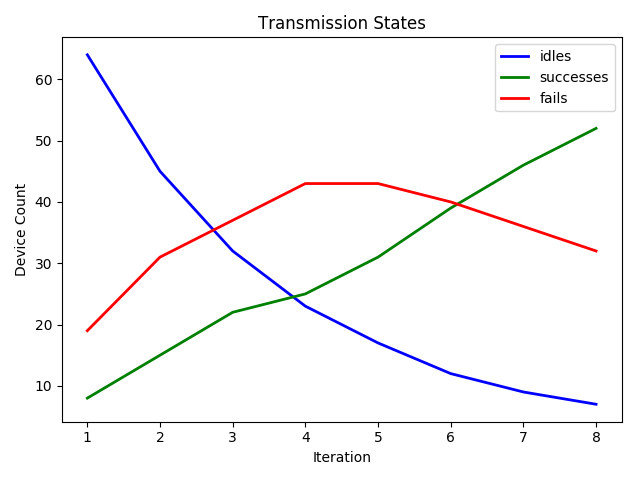 Transmission States
idles
successes
fails
Device Count
60
50
40
30
20
10
1 2 3 4 5 6 7 8
Iteration